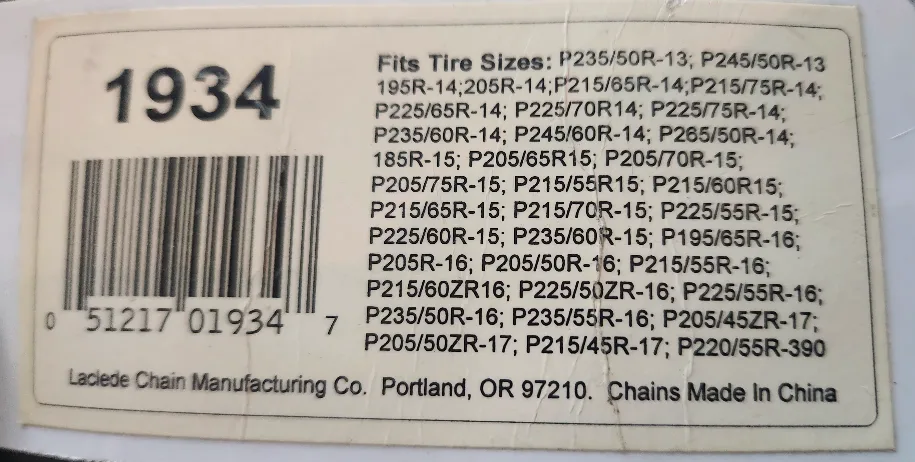 1934
0 51217 01934 7
Fits Tire Sizes: P235/50R-13; P245/50R-13
195R-14;205R-14;P215/65R-14;P215/75R-14;
P225/65R-14; P225/70R14; P225/75R-14;
P235/60R-14; P245/60R-14; P265/50R-14;
185R-15; P205/65R15; P205/70R-15;
P205/75R-15; P215/55R15; P215/60R15;
P215/65R-15; P215/70R-15; P225/55R-15;
P225/60R-15; P235/60R-15; P195/65R-16;
P205R-16; P205/50R-16; P215/55R-16;
P215/60ZR16; P225/50ZR-16; P225/55R-16;
P235/50R-16; P235/55R-16; P205/45ZR-17;
P205/50ZR-17; P215/45R-17; P220/55R-390
Laclede Chain Manufacturing Co. Portland, OR 97210. Chains Made In China